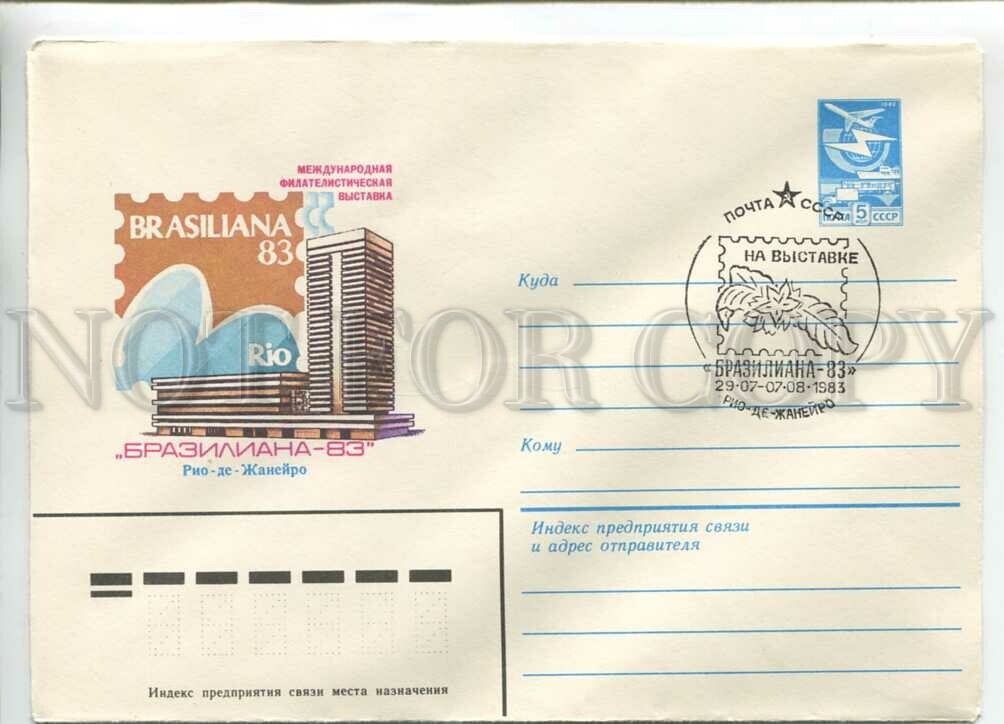 МЕЖДУНАРОДНАЯ
ФИЛАТЕЛИСТИЧЕСКАЯ
ВЫСТАВКА
BRASILIANA
83
Rio
„БРАЗИЛИАНА-83"
Рио-де-Жанейро
1982
ПОЧТА 5 СССР
ПОЧТА СССР
НА ВЫСТАВКЕ
«БРАЗИЛИАНА-83»
29·07-07·08·1983
РИО-ДЕ-ЖАНЕЙРО
Куда
NOT FOR COPY
Кому
Индекс предприятия связи
и адрес отправителя
Индекс предприятия связи места назначения